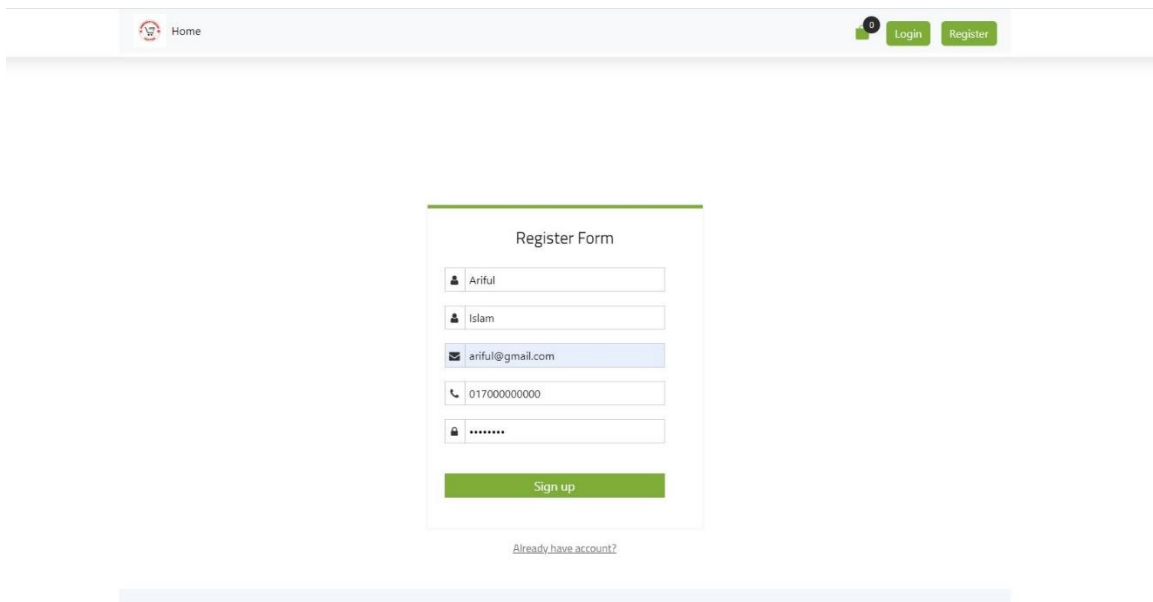 Home
0
Login
Register
Register Form
Ariful
Islam
ariful@gmail.com
017000000000
••••••••
Sign up
Already have account?